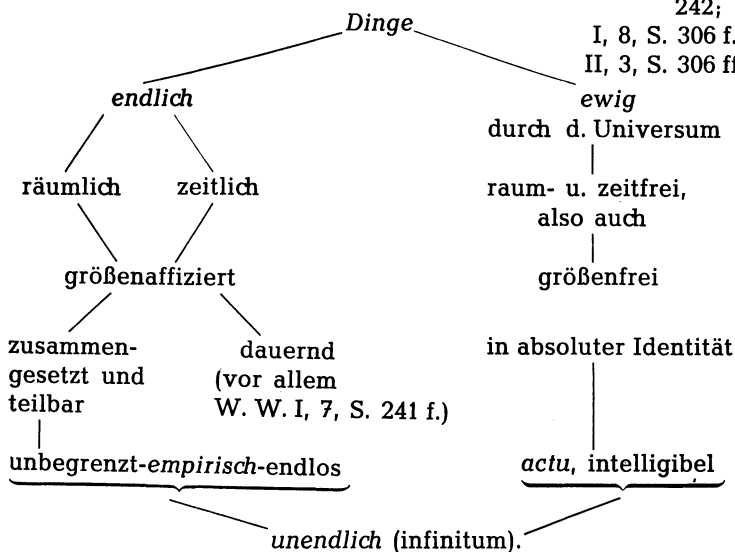 242;
Dinge
I, 8, S. 306 f.
II, 3, S. 306 ff
endlich
ewig
durch d. Universum
räumlich zeitlich
raum- u. zeitfrei,
also auch
größenaffiziert
größenfrei
zusammen-
gesetzt und
teilbar
dauernd
(vor allem
W. W. I, 7, S. 241 f.)
in absoluter Identität
unbegrenzt-empirisch-endlos
actu, intelligibel
unendlich (infinitum).